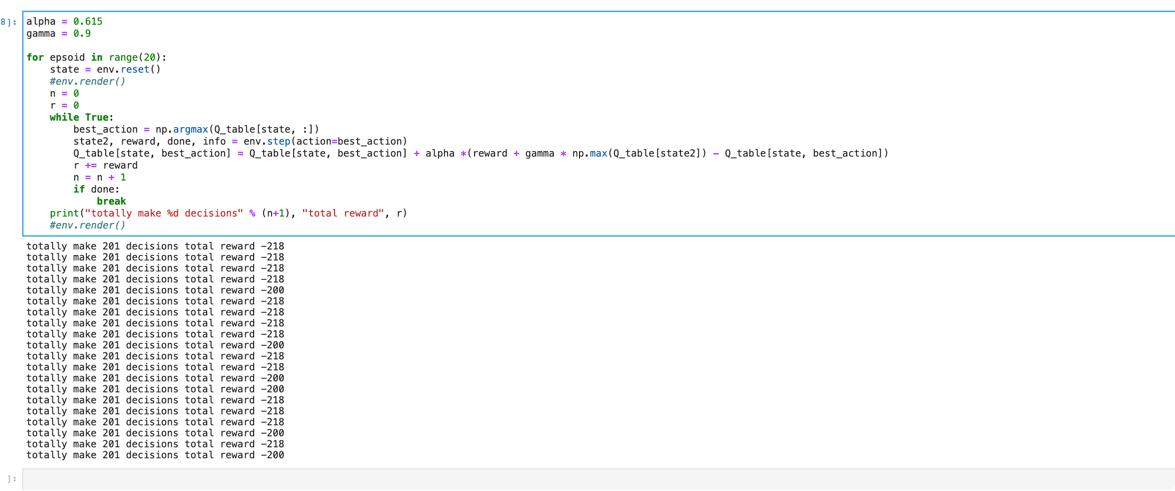 8]: alpha = 0.615
gamma = 0.9
for epsoid in range(20):
state = env.reset()
#env.render()
n = 0
r = 0
while True:
best_action = np.argmax(Q_table[state, :])
state2, reward, done, info = env.step(action=best_action)
Q_table[state, best_action] = Q_table[state, best_action] + alpha *(reward + gamma * np.max(Q_table[state2]) - Q_table[state, best_action])
r += reward
n = n + 1
if done:
break
print("totally make %d decisions" % (n+1), "total reward", r)
#env.render()
totally make 201 decisions total reward -218
totally make 201 decisions total reward -218
totally make 201 decisions total reward -218
totally make 201 decisions total reward -218
totally make 201 decisions total reward -200
totally make 201 decisions total reward -218
totally make 201 decisions total reward -218
totally make 201 decisions total reward -218
totally make 201 decisions total reward -218
totally make 201 decisions total reward -200
totally make 201 decisions total reward -218
totally make 201 decisions total reward -218
totally make 201 decisions total reward -200
totally make 201 decisions total reward -200
totally make 201 decisions total reward -218
totally make 201 decisions total reward -218
totally make 201 decisions total reward -218
totally make 201 decisions total reward -200
totally make 201 decisions total reward -218
totally make 201 decisions total reward -200
]: